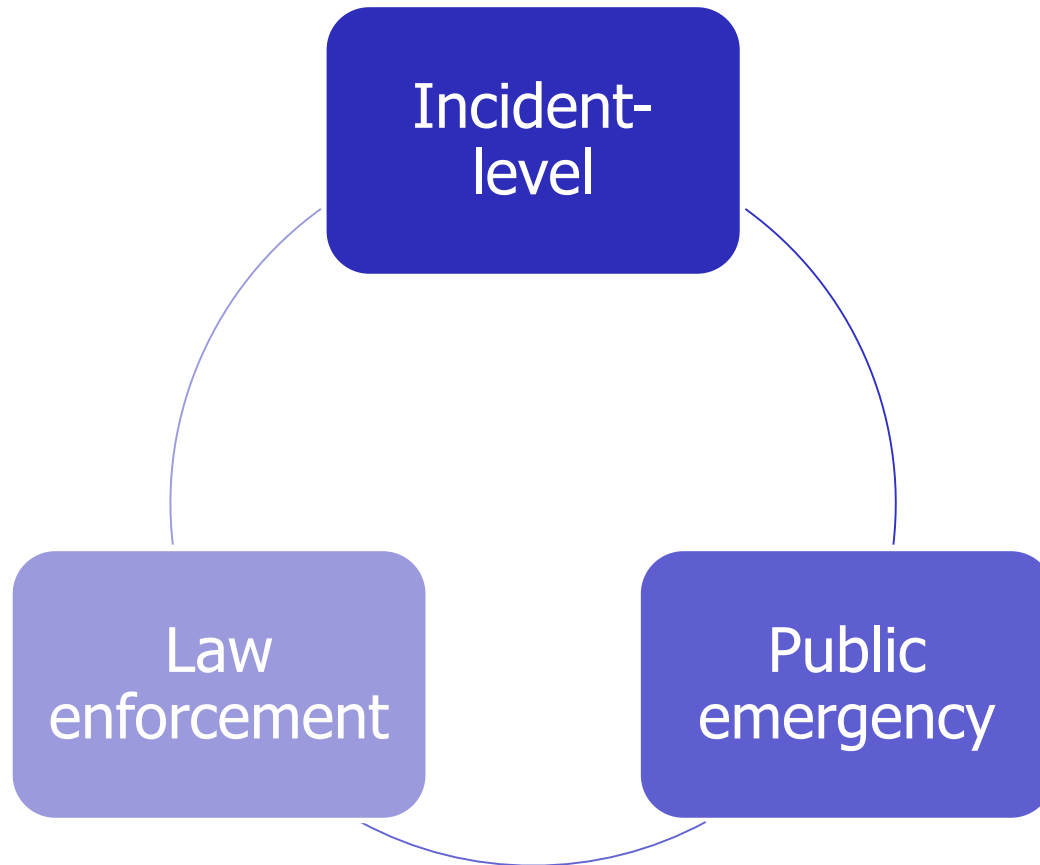 Incident-
level
Law
enforcement
Public
emergency